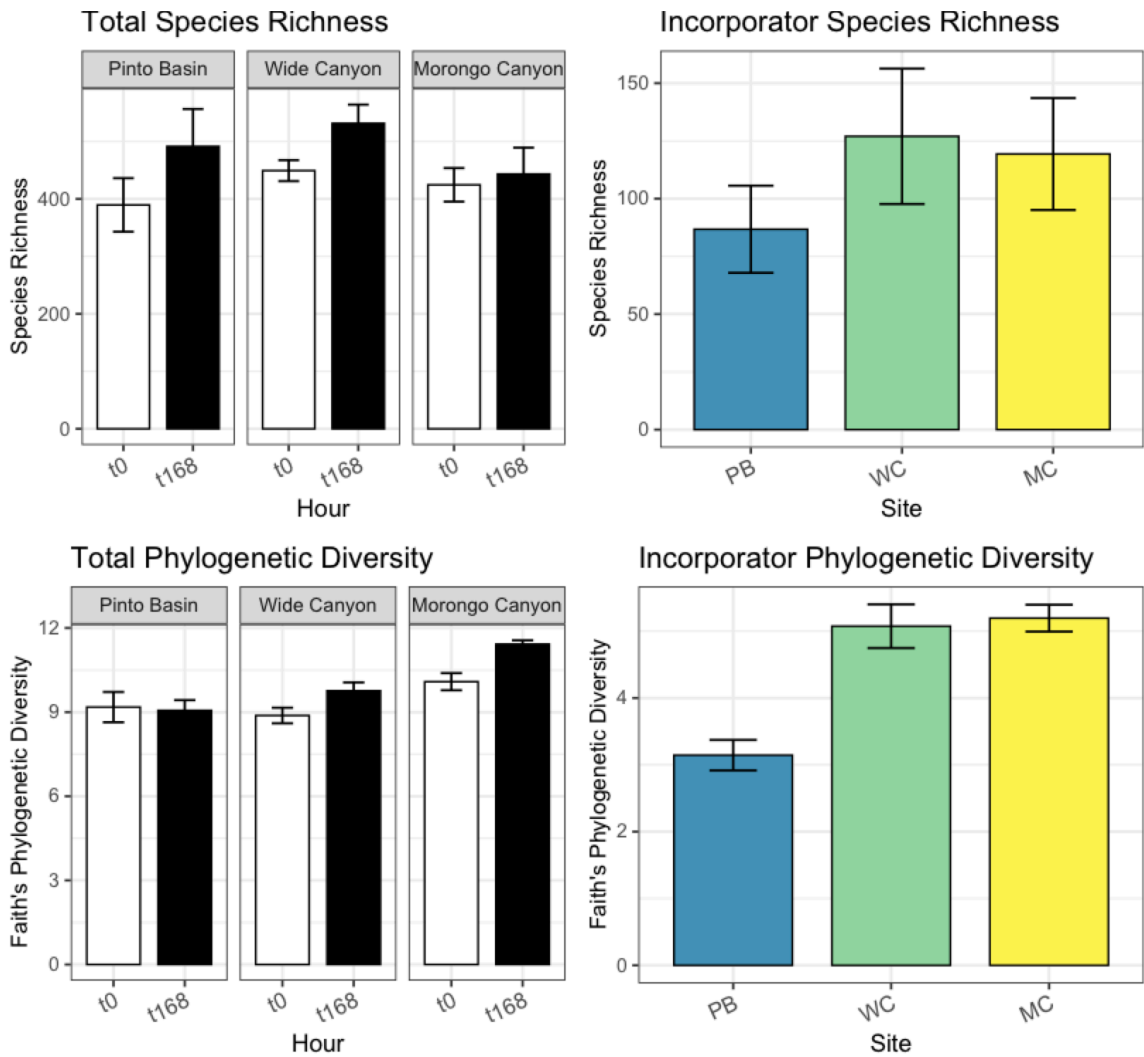 Total Species Richness
Pinto Basin
Wide Canyon
Morongo Canyon
Species Richness
400
200
0
t0
t168
t0
t168
t0
t168
Hour
Incorporator Species Richness
Species Richness
150
100
50
0
PB
WC
MC
Site
Total Phylogenetic Diversity
Pinto Basin
Wide Canyon
Morongo Canyon
Faith's Phylogenetic Diversity
12
9
6
3
0
t0
t168
t0
t168
t0
t168
Hour
Incorporator Phylogenetic Diversity
Faith's Phylogenetic Diversity
4
2
0
PB
WC
MC
Site